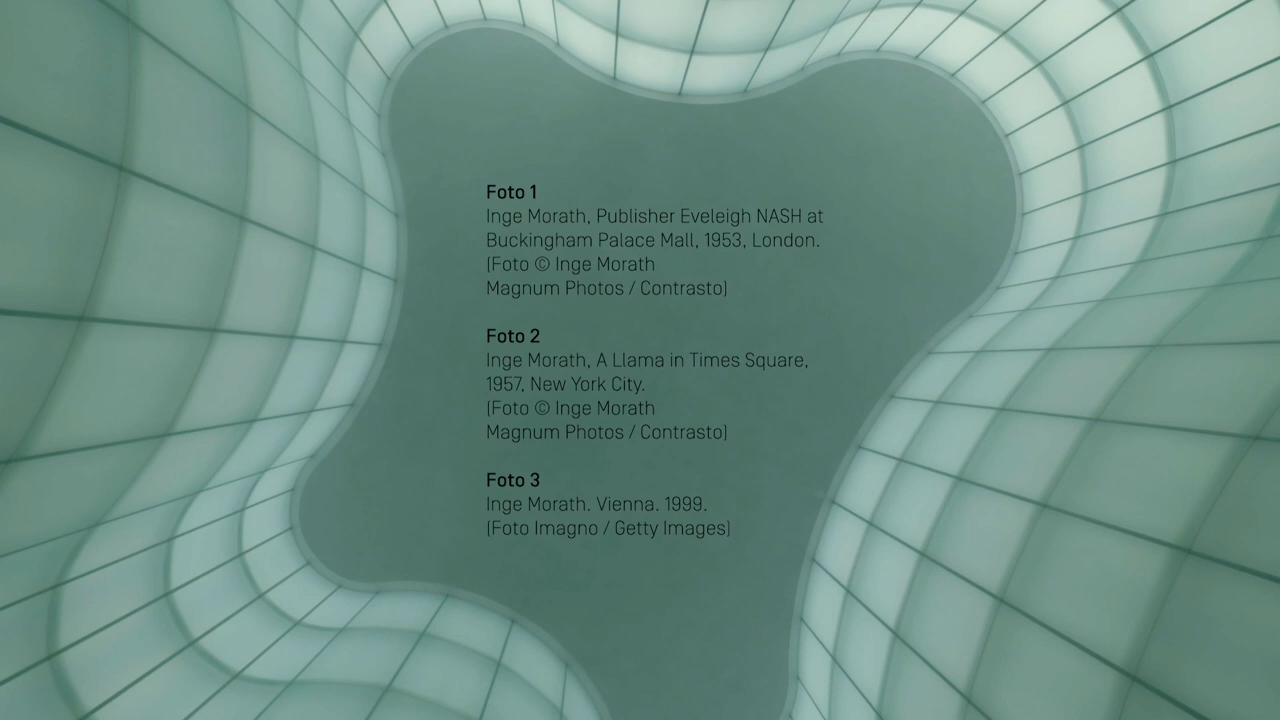 Foto 1
Inge Morath, Publisher Eveleigh NASH at
Buckingham Palace Mall, 1953, London.
(Foto © Inge Morath
Magnum Photos / Contrasto)
Foto 2
Inge Morath, A Llama in Times Square,
1957, New York City.
(Foto © Inge Morath
Magnum Photos / Contrasto)
Foto 3
Inge Morath. Vienna. 1999.
(Foto Imagno / Getty Images)